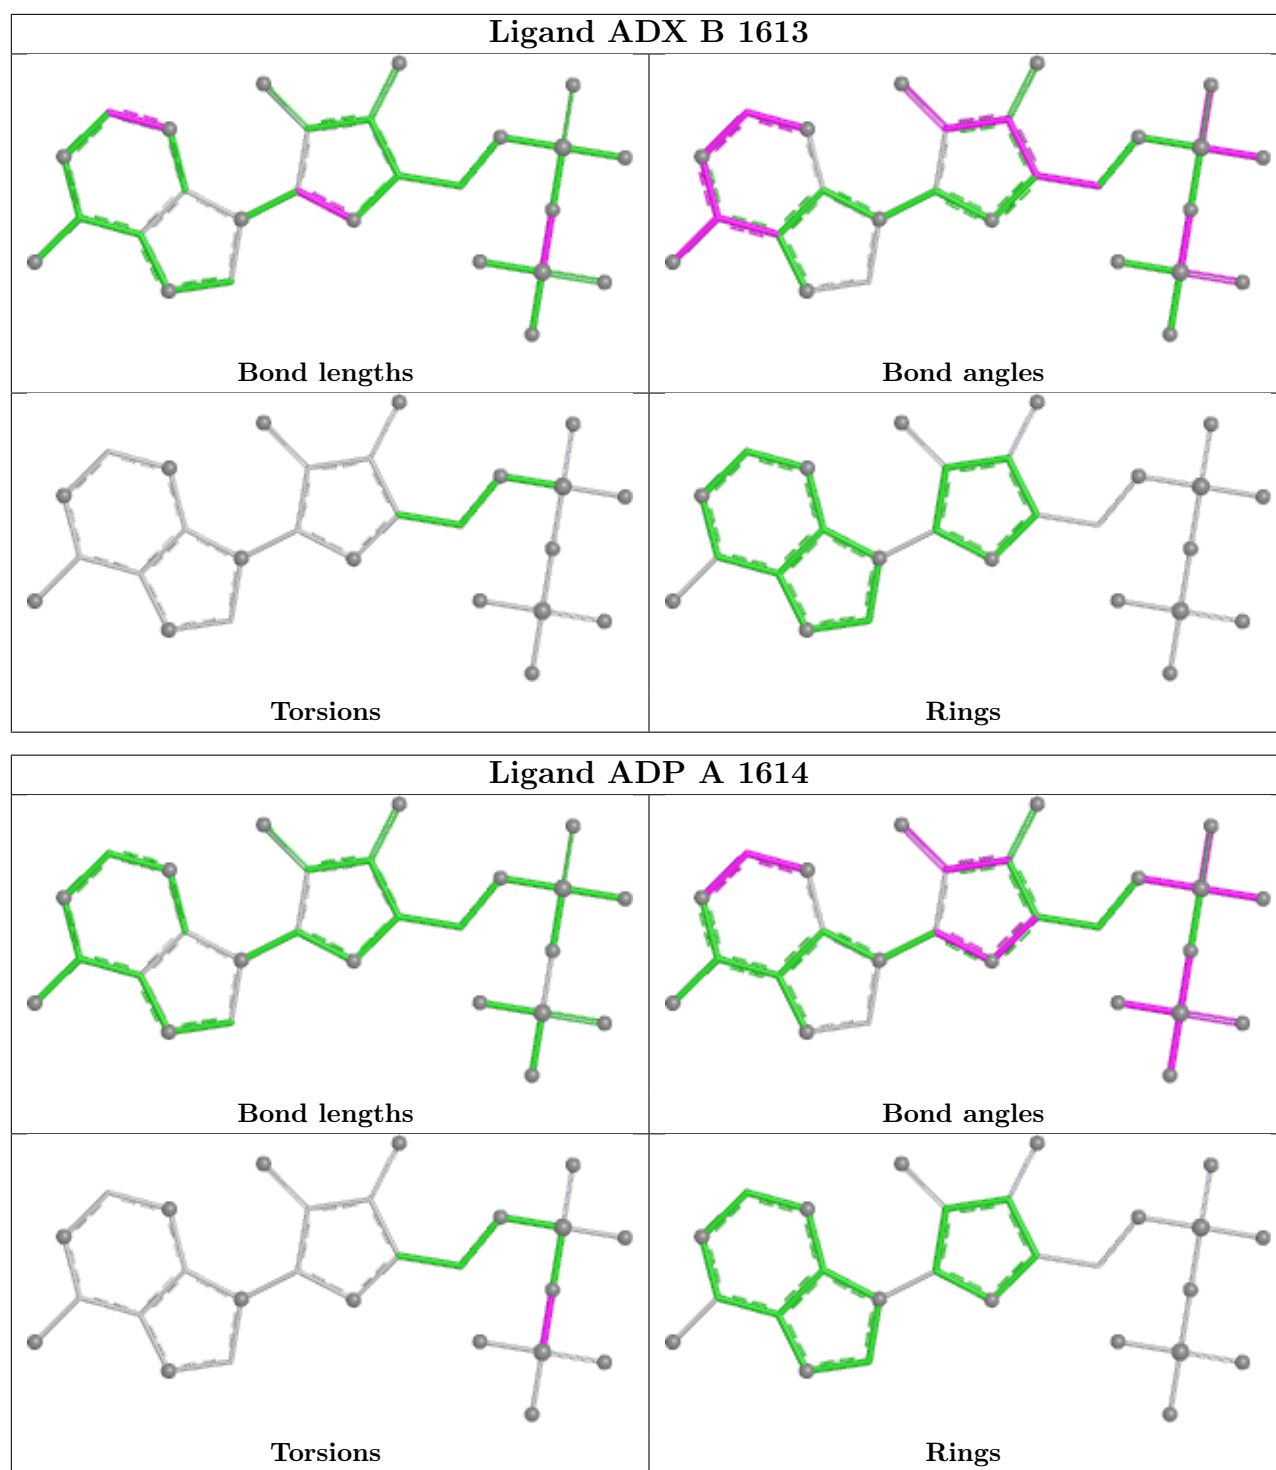 Ligand ADX B 1613
Bond lengths
Bond angles
Torsions
Rings
Ligand ADP A 1614
Bond lengths
Bond angles
Torsions
Rings